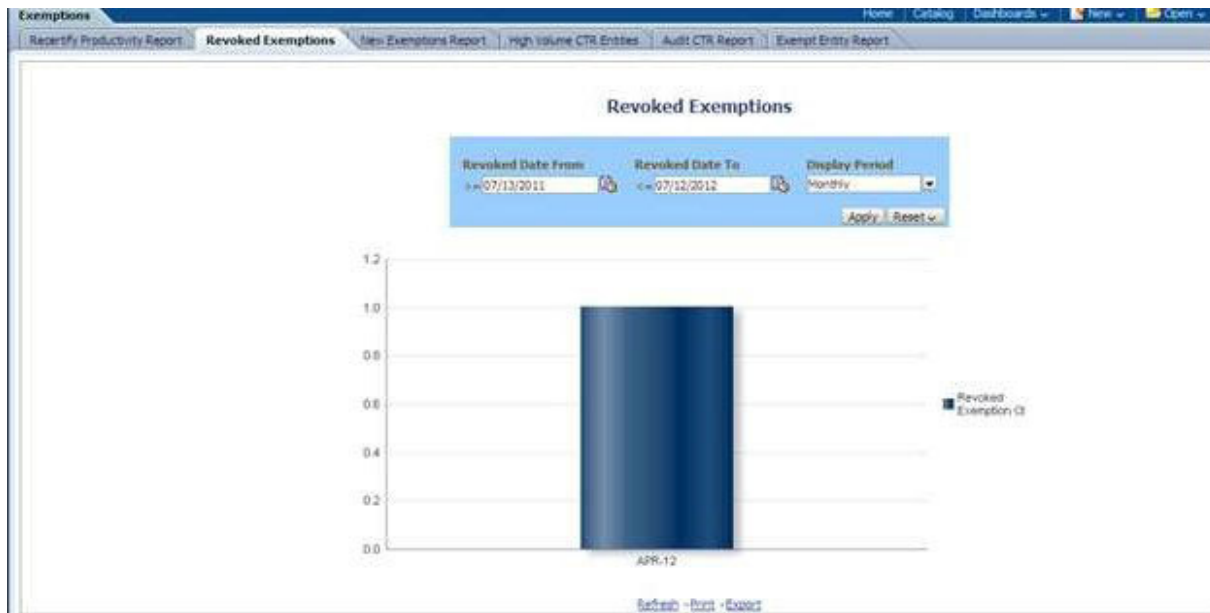 Exemptions
Home Catalog Dashboards New Open
Recertify Productivity Report Revoked Exemptions New Exemptions Report High Volume CTR Entities Audit CTR Report Exempt Entity Report
Revoked Exemptions
Revoked Date From Revoked Date To Display Period
>= 07/13/2011 <= 07/12/2012 Monthly
Apply Reset
1.2
1.0
0.8
0.6
0.4
0.2
0.0
Revoked
Exemption Ct
APR-12
Refresh - Print - Export